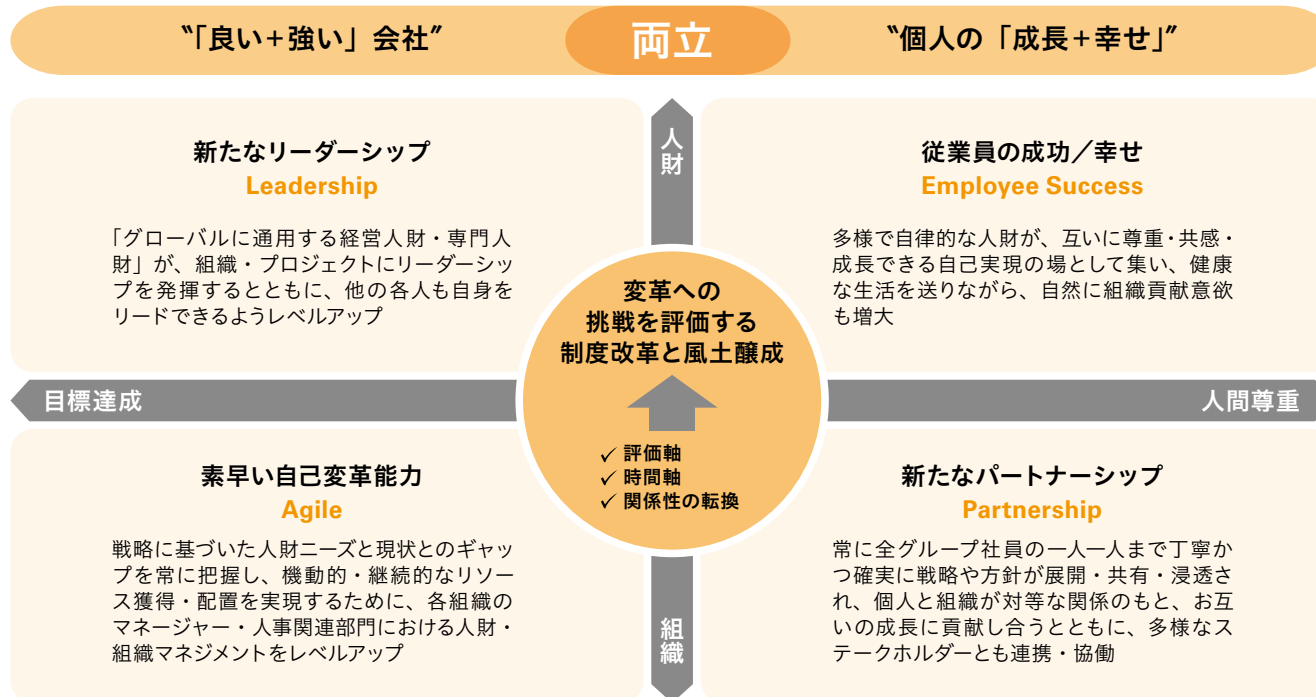 〝「良い+強い」会社〟
両立
〝個人の「成長+幸せ」〟
人財
新たなリーダーシップ
Leadership
「グローバルに通用する経営人財・専門人
財」が、組織・プロジェクトにリーダーシッ
プを発揮するとともに、他の各人も自身を
リードできるようレベルアップ
従業員の成功/幸せ
Employee Success
多様で自律的な人財が、互いに尊重・共感・
成長できる自己実現の場として集い、健康
な生活を送りながら、自然に組織貢献意欲
も増大
変革への
挑戦を評価する
制度改革と風土醸成
✓ 評価軸
✓ 時間軸
✓ 関係性の転換
目標達成
人間尊重
素早い自己変革能力
Agile
戦略に基づいた人財ニーズと現状とのギャッ
プを常に把握し、機動的・継続的なリソー
ス獲得・配置を実現するために、各組織の
マネージャー・人事関連部門における人財・
組織マネジメントをレベルアップ
新たなパートナーシップ
Partnership
常に全グループ社員の一人一人まで丁寧か
つ確実に戦略や方針が展開・共有・浸透さ
れ、個人と組織が対等な関係のもと、お互
いの成長に貢献し合うとともに、多様なス
テークホルダーとも連携・協働
組織